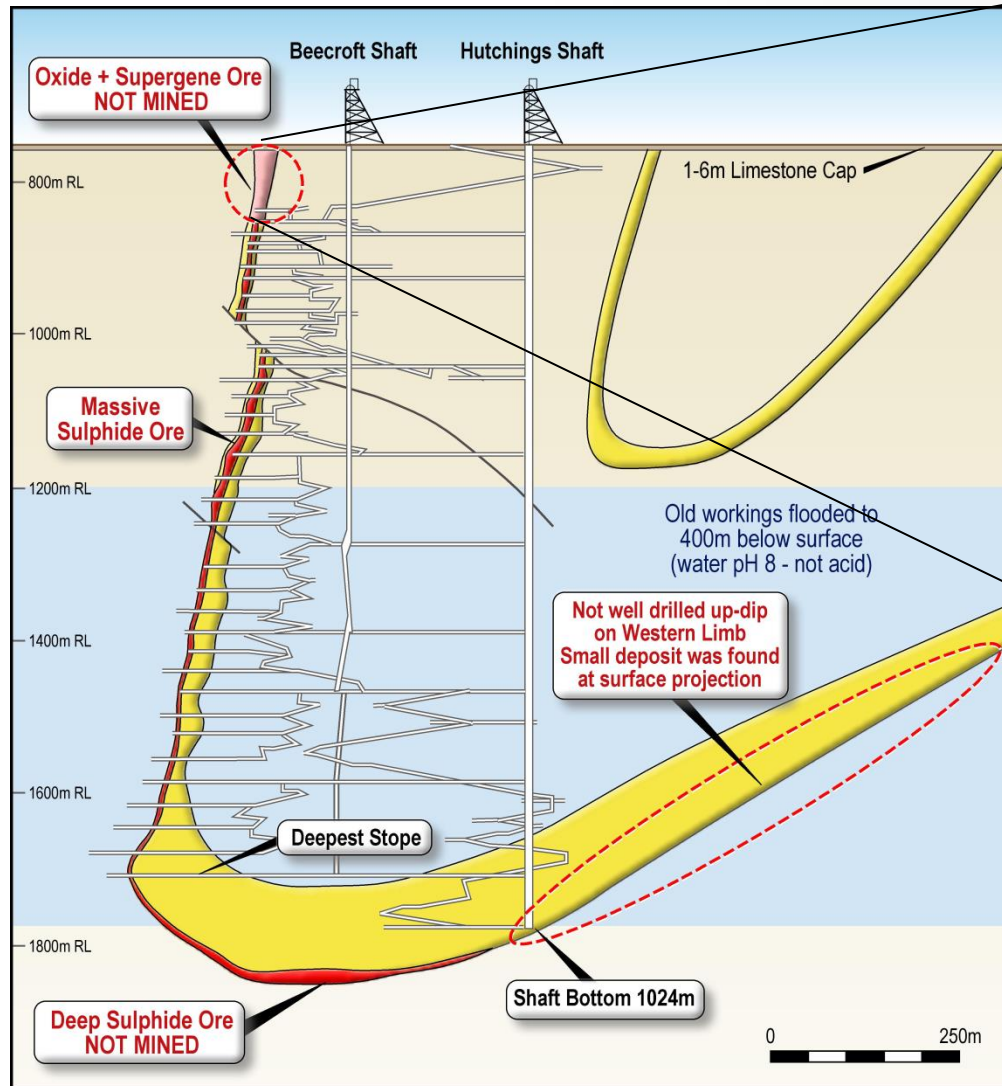 Beecroft Shaft
Hutchings Shaft
Oxide + Supergene Ore
NOT MINED
1-6m Limestone Cap
800m RL
1000m RL
Massive
Sulphide Ore
1200m RL
Old workings flooded to
400m below surface
(water pH 8 - not acid)
Not well drilled up-dip
on Western Limb
Small deposit was found
at surface projection
1400m RL
1600m RL
Deepest Stope
1800m RL
Shaft Bottom 1024m
Deep Sulphide Ore
NOT MINED
0
250m